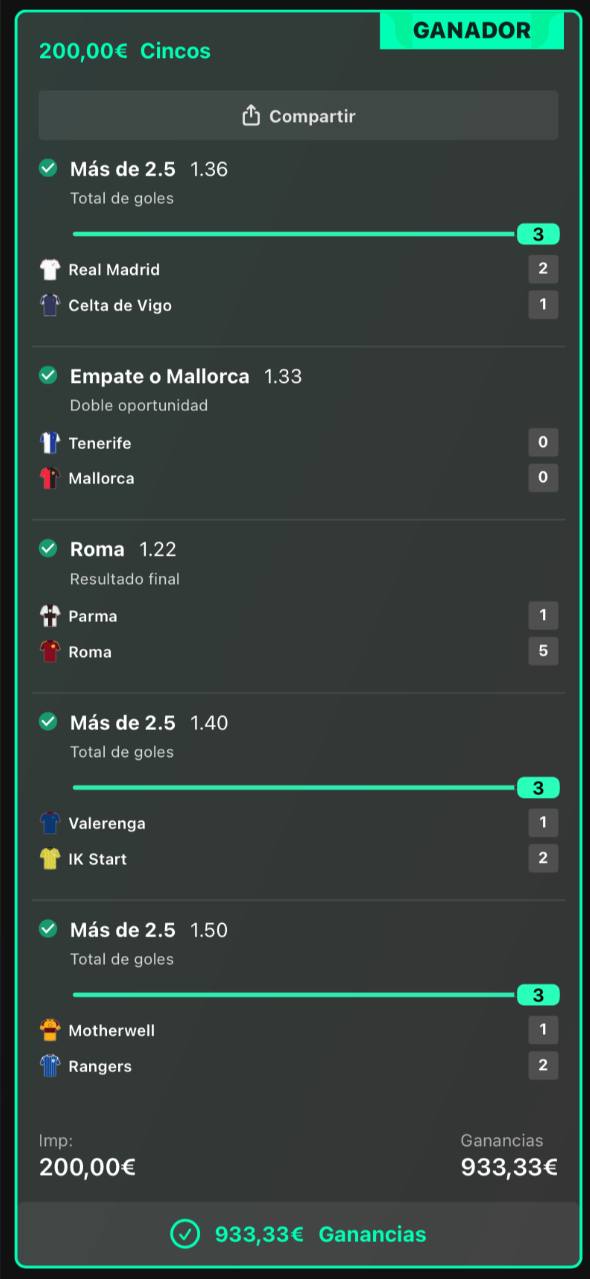 GANADOR
200,00€ Cincos
Compartir
Más de 2.5 1.36
Total de goles
3
Real Madrid 2
Celta de Vigo 1
Empate o Mallorca 1.33
Doble oportunidad
Tenerife 0
Mallorca 0
Roma 1.22
Resultado final
Parma 1
Roma 5
Más de 2.5 1.40
Total de goles
3
Valerenga 1
IK Start 2
Más de 2.5 1.50
Total de goles
3
Motherwell 1
Rangers 2
Imp: Ganancias
200,00€ 933,33€
933,33€ Ganancias